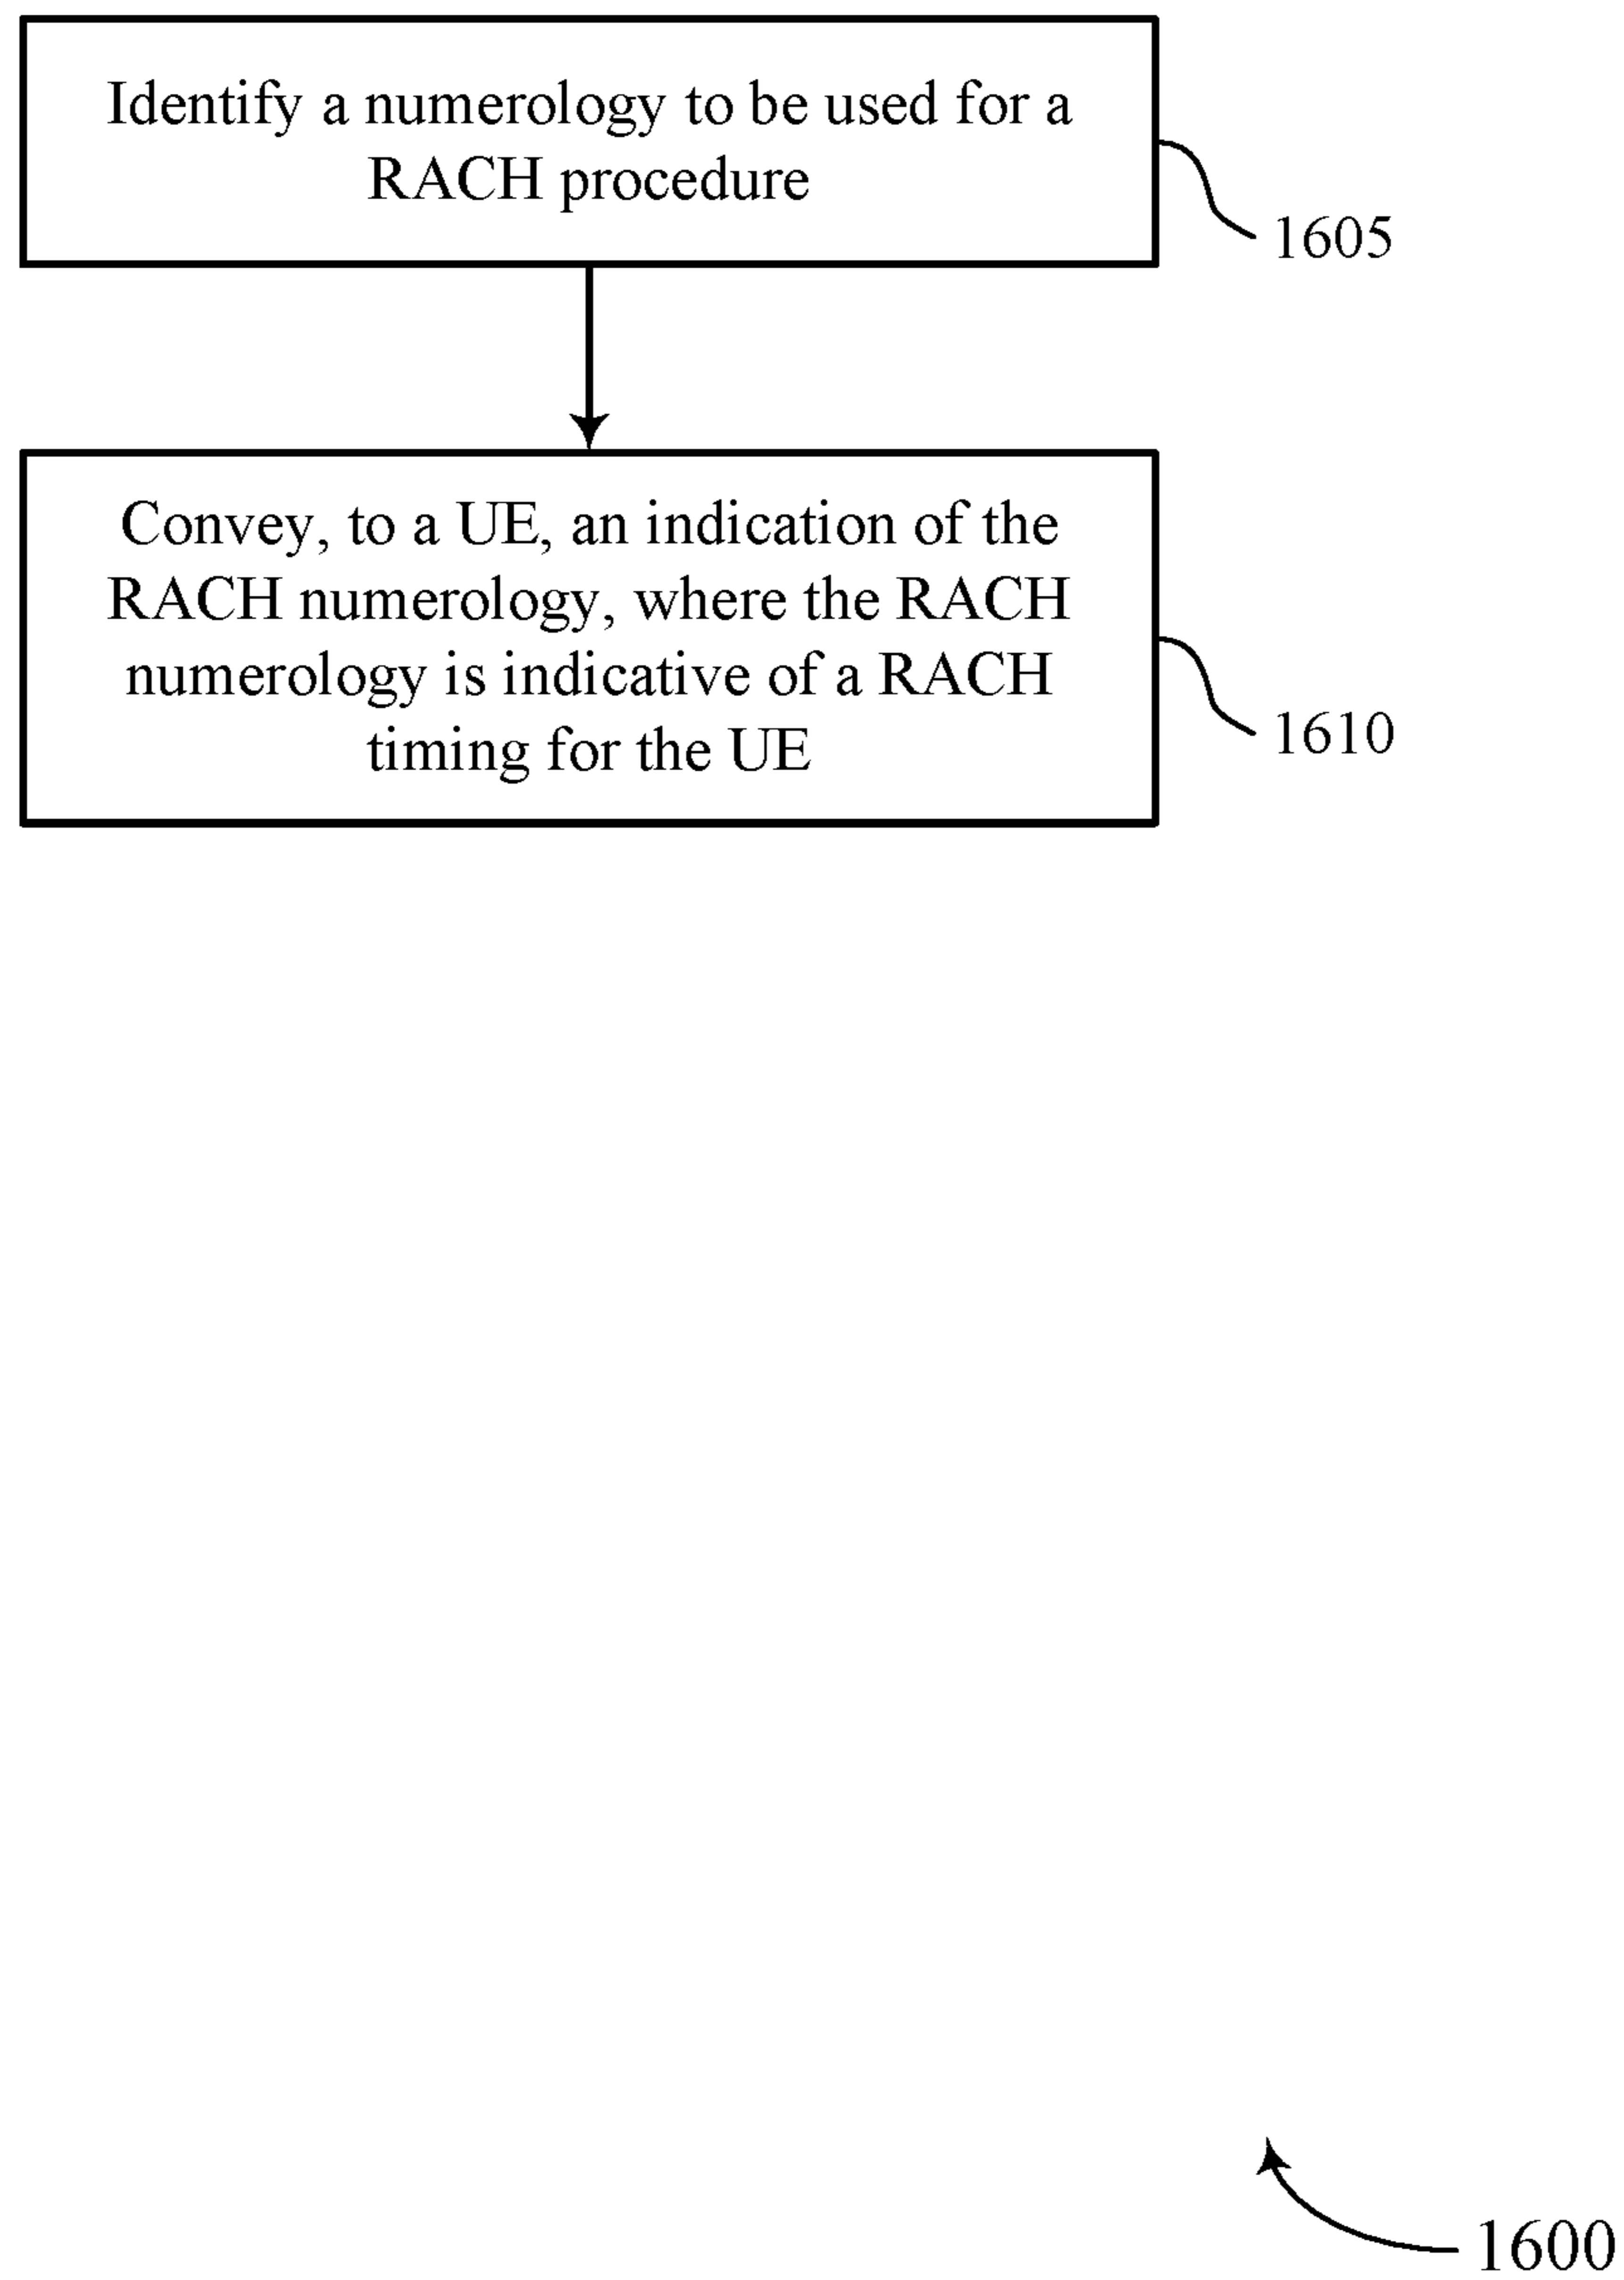 Identify a numerology to be used for a
RACH procedure
1605
Convey, to a UE, an indication of the
RACH numerology, where the RACH
numerology is indicative of a RACH
timing for the UE
1610
1600